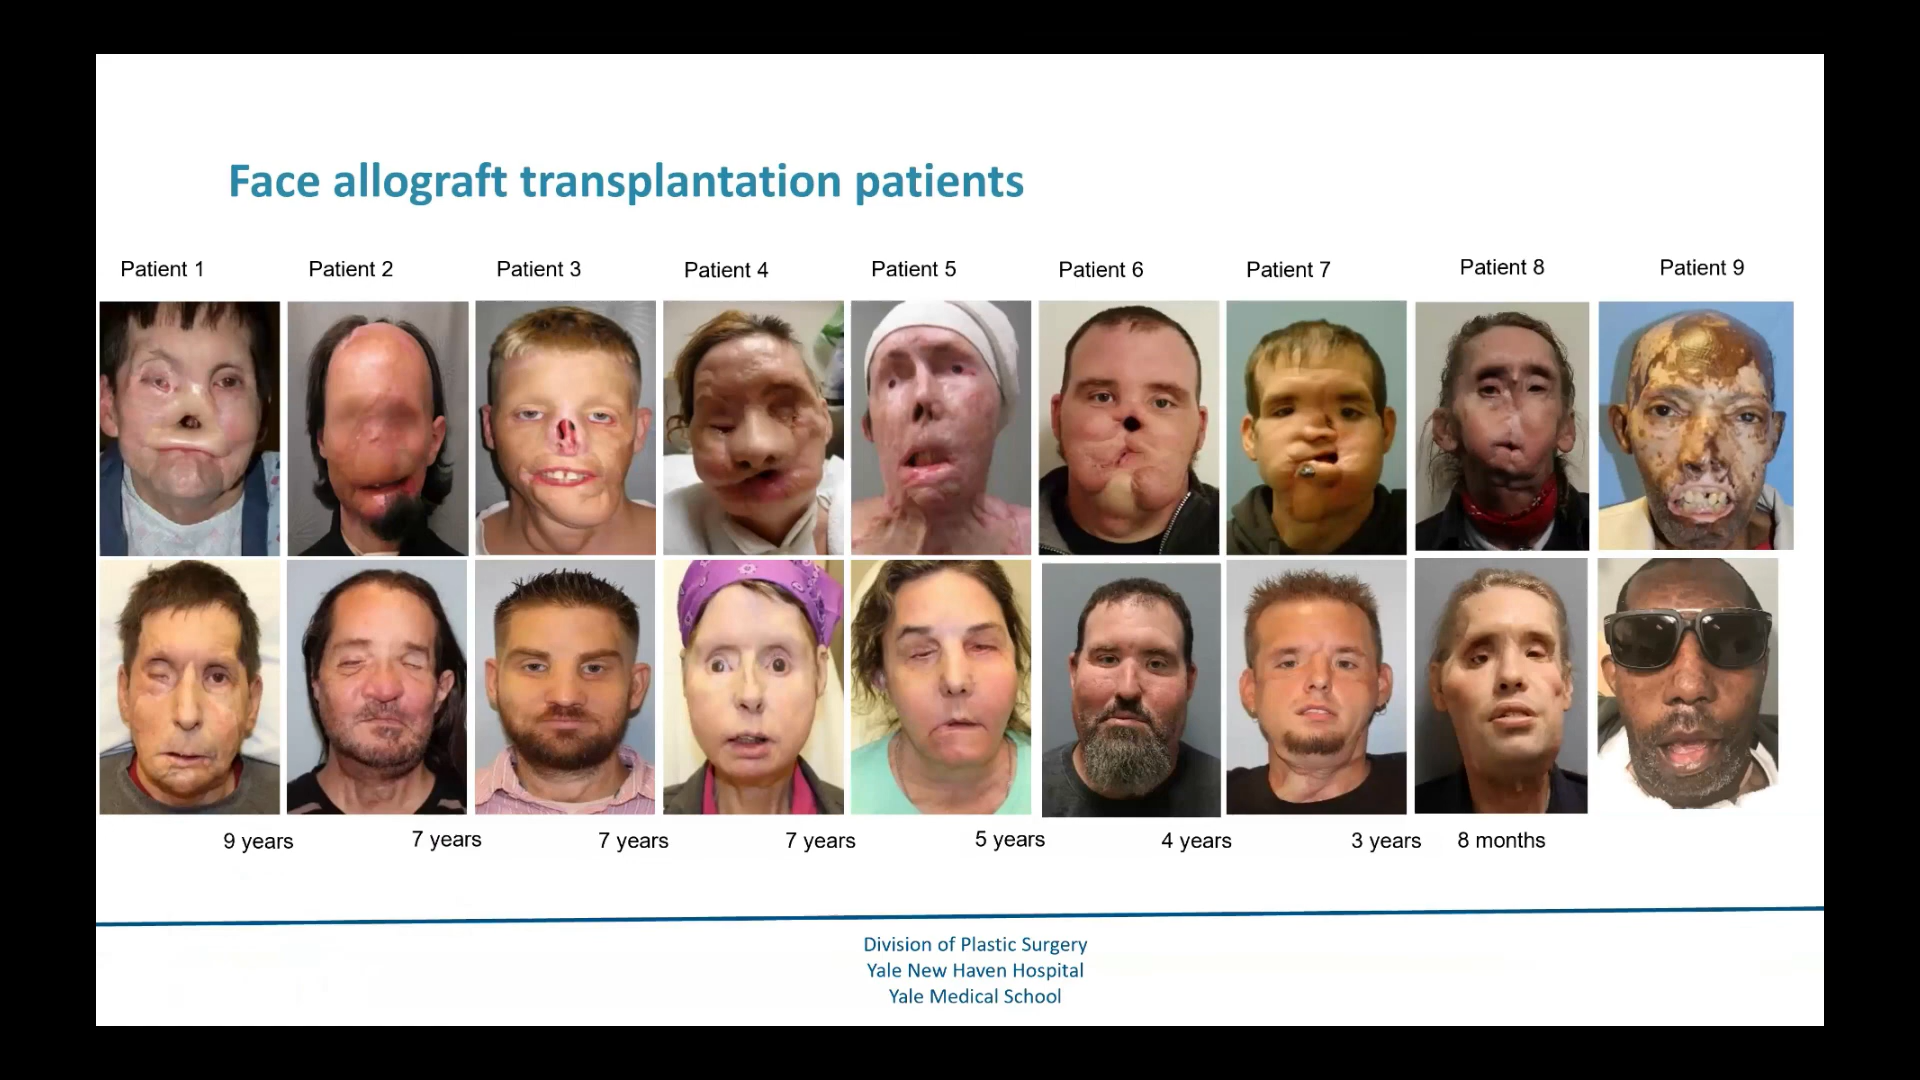 Face allograft transplantation patients
Patient 1 Patient 2 Patient 3 Patient 4 Patient 5 Patient 6 Patient 7 Patient 8 Patient 9
9 years 7 years 7 years 7 years 5 years 4 years 3 years 8 months
Division of Plastic Surgery
Yale New Haven Hospital
Yale Medical School